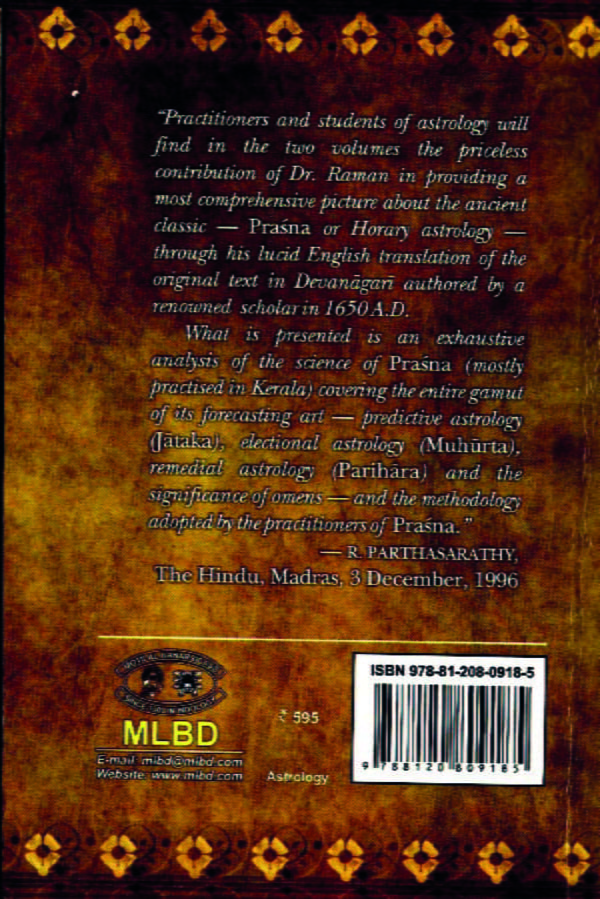 “Practitioners and students of astrology will
find in the two volumes the priceless
contribution of Dr. Raman in providing a
most comprehensive picture about the ancient
classic — Praśna or Horary astrology —
through his lucid English translation of the
original text in Devanāgarī authored by a
renowned scholar in 1650 A.D.
What is presented is an exhaustive
analysis of the science of Praśna (mostly
practised in Kerala) covering the entire gamut
of its forecasting art — predictive astrology
(Jātaka), electional astrology (Muhūrta),
remedial astrology (Parihāra) and the
significance of omens — and the methodology
adopted by the practitioners of Praśna.”
— R. PARTHASARATHY,
The Hindu, Madras, 3 December, 1996
MLBD
E-mail: mlbd@mlbd.com
Website: www.mlbd.com
₹ 595
Astrology
ISBN 978-81-208-0918-5
9 788120 809185